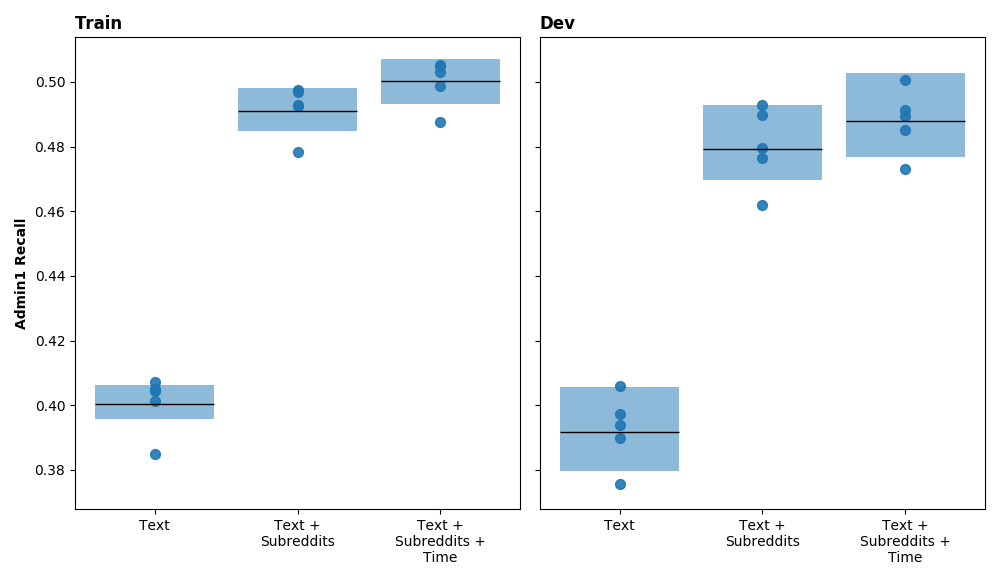 Train
Dev
Admin1 Recall
0.50
0.48
0.46
0.44
0.42
0.40
0.38
Text
Text +
Subreddits
Text +
Subreddits +
Time
Text
Text +
Subreddits
Text +
Subreddits +
Time